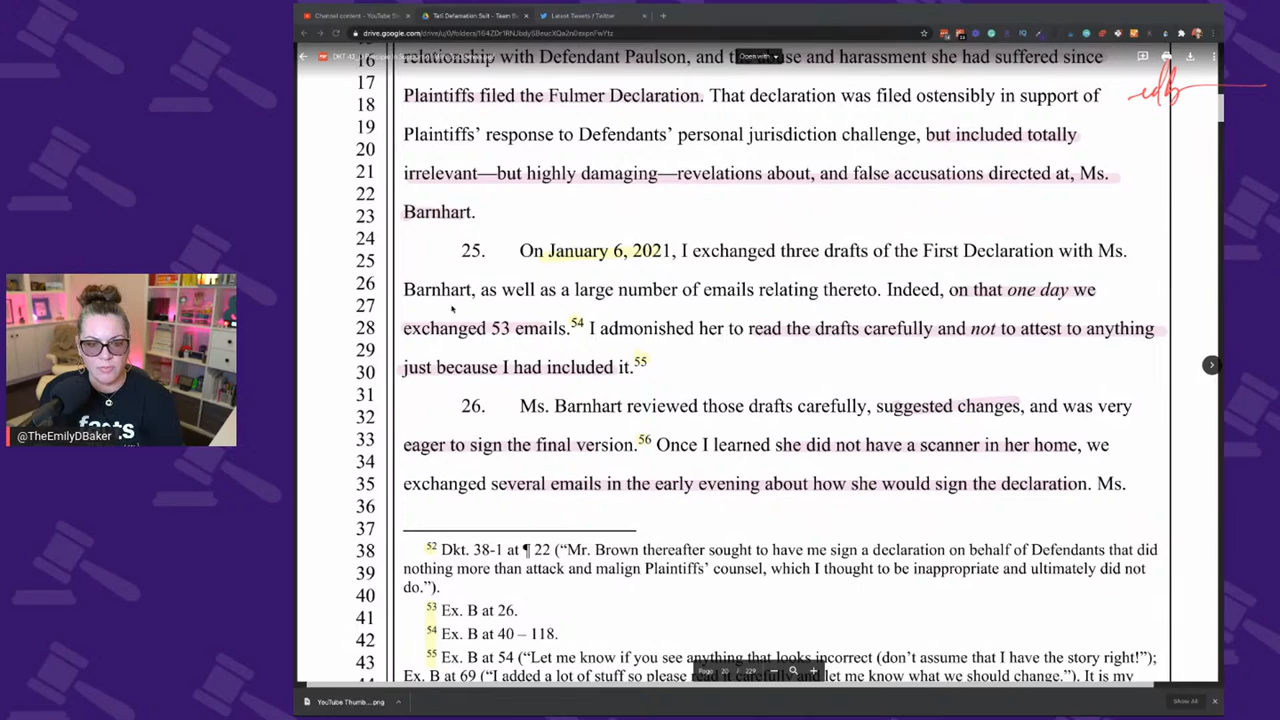 Channel content - YouTube St
Tati Defamation Suit - Team B
Latest Tweets / Twitter
Open with
relationship with Defendant Paulson, and and harassment she had suffered since
Plaintiffs filed the Fulmer Declaration. That declaration was filed ostensibly in support of
Plaintiffs' response to Defendants' personal jurisdiction challenge, but included totally
irrelevant—but highly damaging—revelations about, and false accusations directed at, Ms.
Barnhart.
25. On January 6, 2021, I exchanged three drafts of the First Declaration with Ms.
Barnhart, as well as a large number of emails relating thereto. Indeed, on that one day we
exchanged 53 emails.54 I admonished her to read the drafts carefully and not to attest to anything
just because I had included it.55
26. Ms. Barnhart reviewed those drafts carefully, suggested changes, and was very
eager to sign the final version.56 Once I learned she did not have a scanner in her home, we
exchanged several emails in the early evening about how she would sign the declaration. Ms.
52 Dkt. 38-1 at ¶ 22 ("Mr. Brown thereafter sought to have me sign a declaration on behalf of Defendants that did
nothing more than attack and malign Plaintiffs' counsel, which I thought to be inappropriate and ultimately did not
do.").
53 Ex. B at 26.
54 Ex. B at 40 – 118.
55 Ex. B at 54 ("Let me know if you see anything that looks incorrect (don't assume that I have the story right!");
Ex. B at 69 ("I added a lot of stuff so please read it carefully and let me know what we should change."). It is my
16
17
18
19
20
21
22
23
24
25
26
27
28
29
30
31
32
33
34
35
36
37
38
39
40
41
42
43
edb
facts
@TheEmilyDBaker
Page 20 / 229
YouTube Thumb....png
Show All